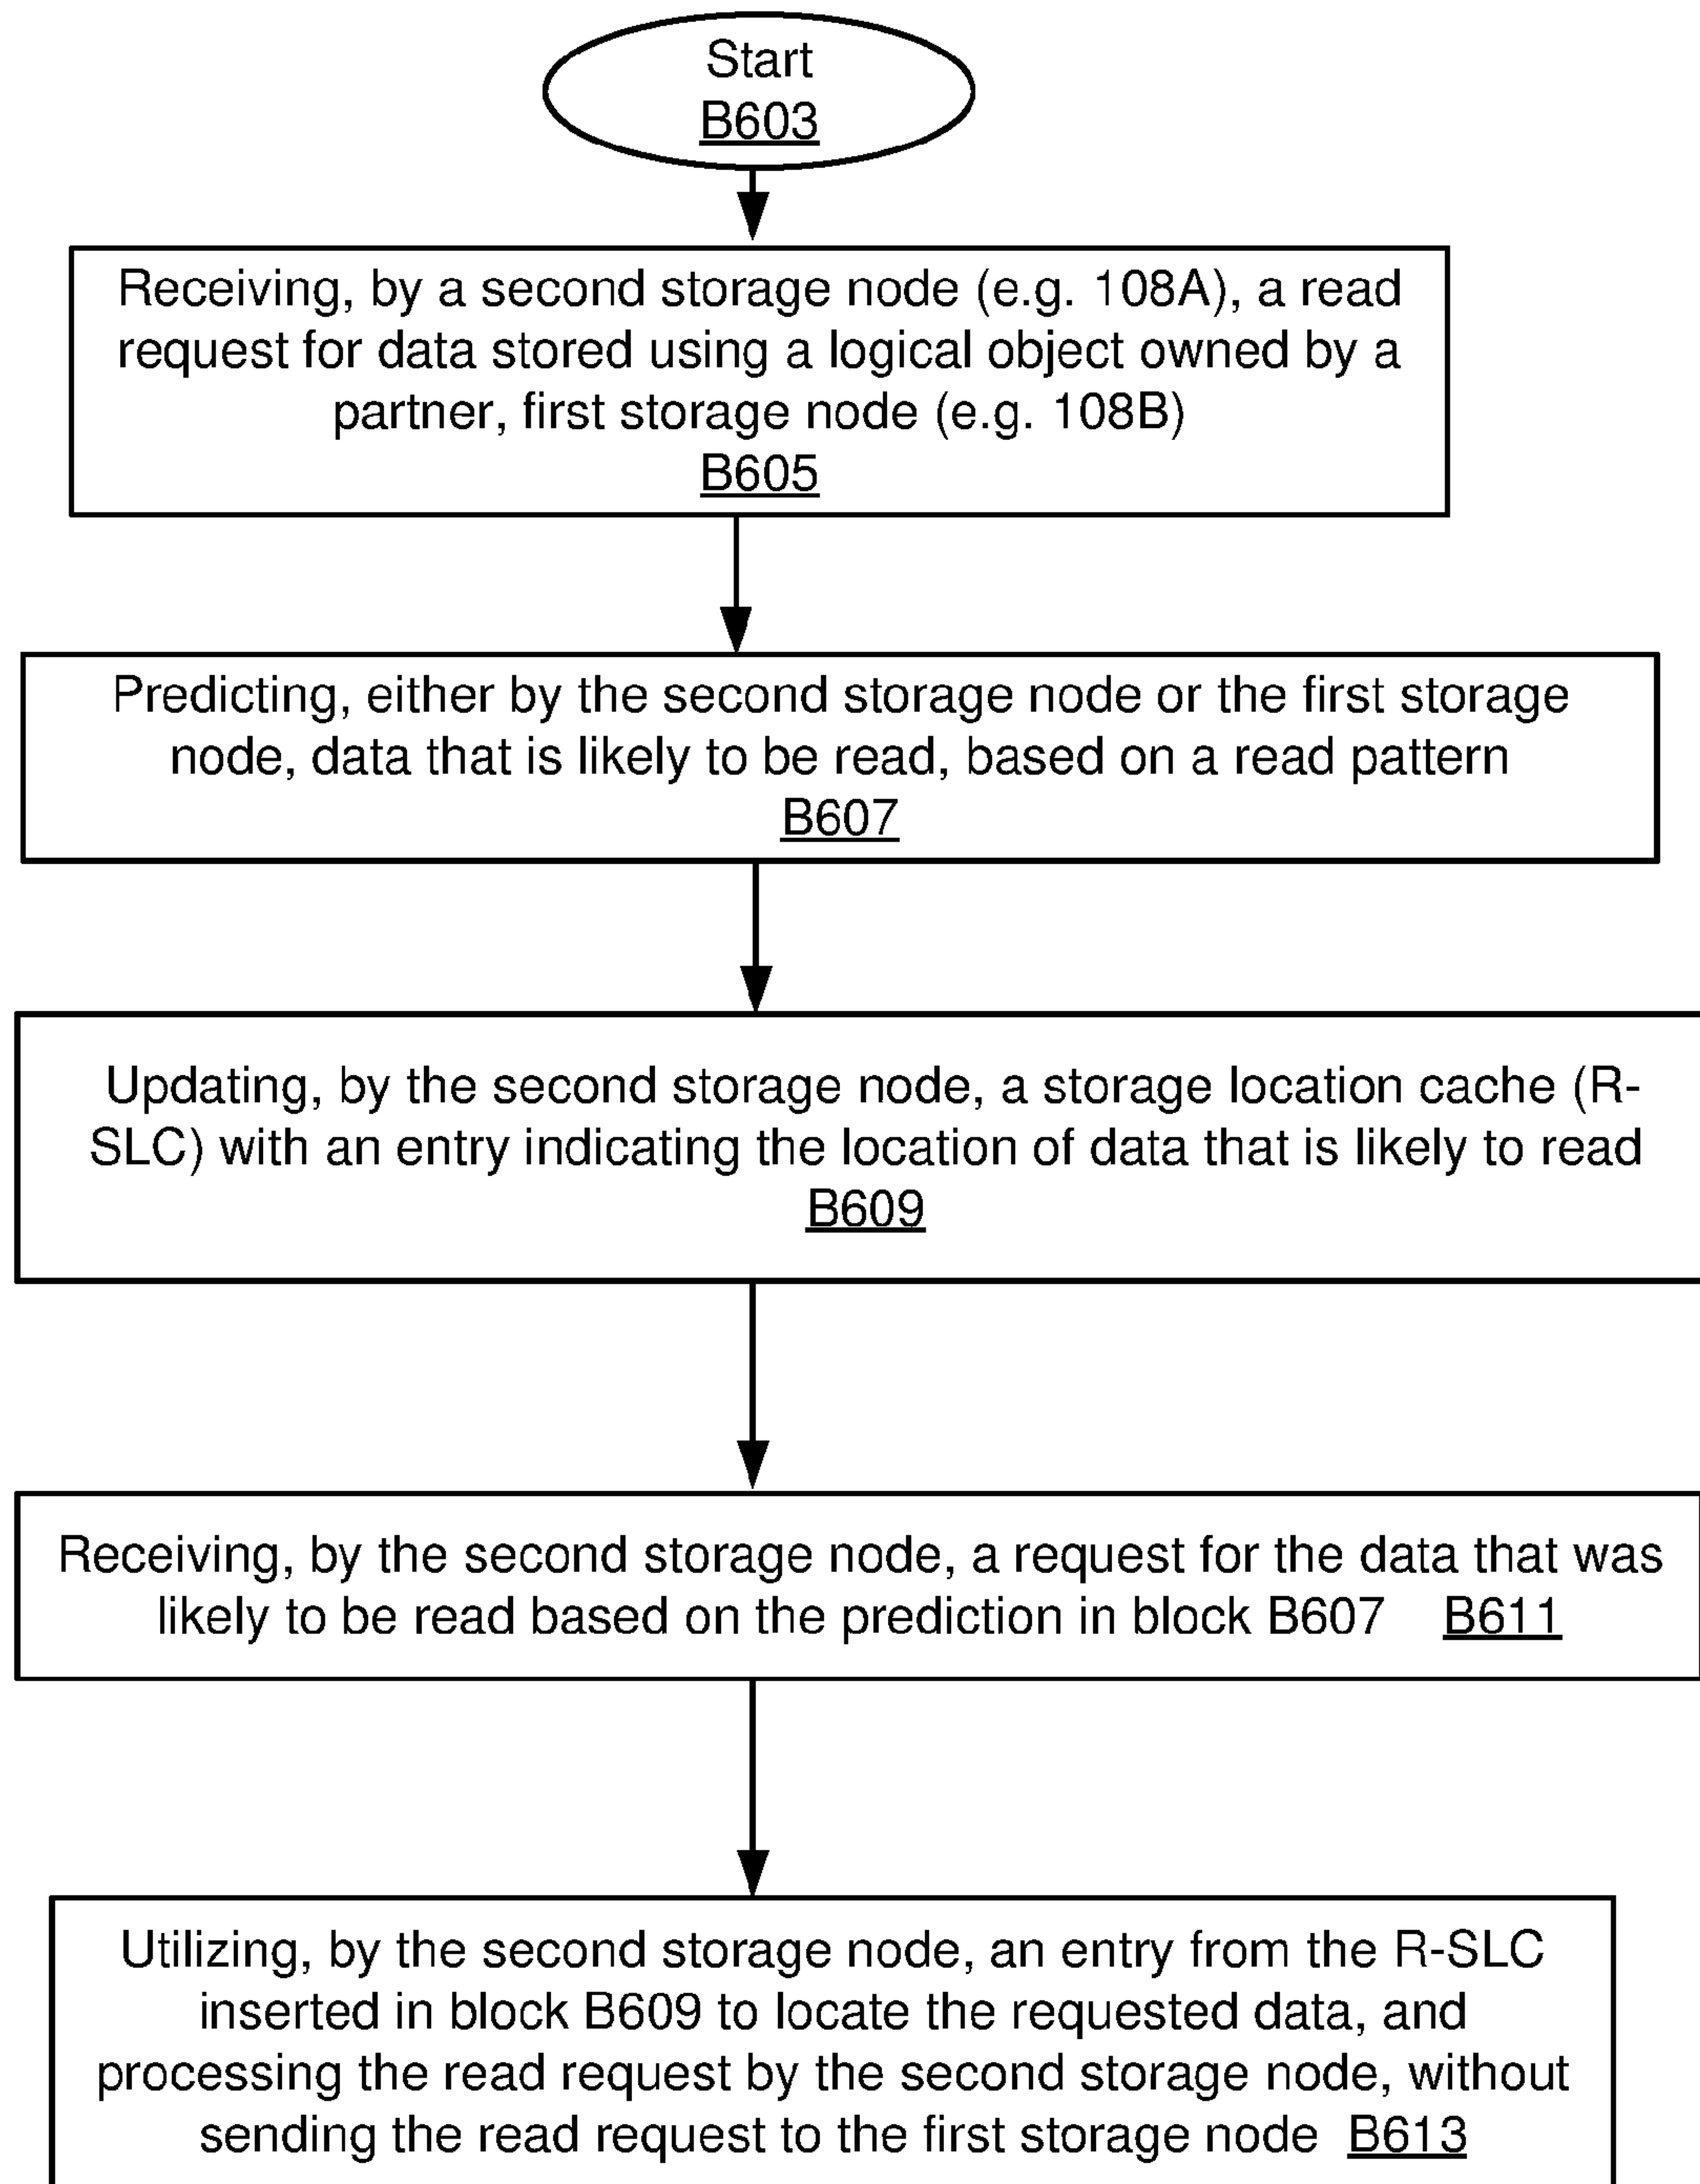 Start
B603
Receiving, by a second storage node (e.g. 108A), a read
request for data stored using a logical object owned by a
partner, first storage node (e.g. 108B)
B605
Predicting, either by the second storage node or the first storage
node, data that is likely to be read, based on a read pattern
B607
Updating, by the second storage node, a storage location cache (R-
SLC) with an entry indicating the location of data that is likely to read
B609
Receiving, by the second storage node, a request for the data that was
likely to be read based on the prediction in block B607 B611
Utilizing, by the second storage node, an entry from the R-SLC
inserted in block B609 to locate the requested data, and
processing the read request by the second storage node, without
sending the read request to the first storage node B613